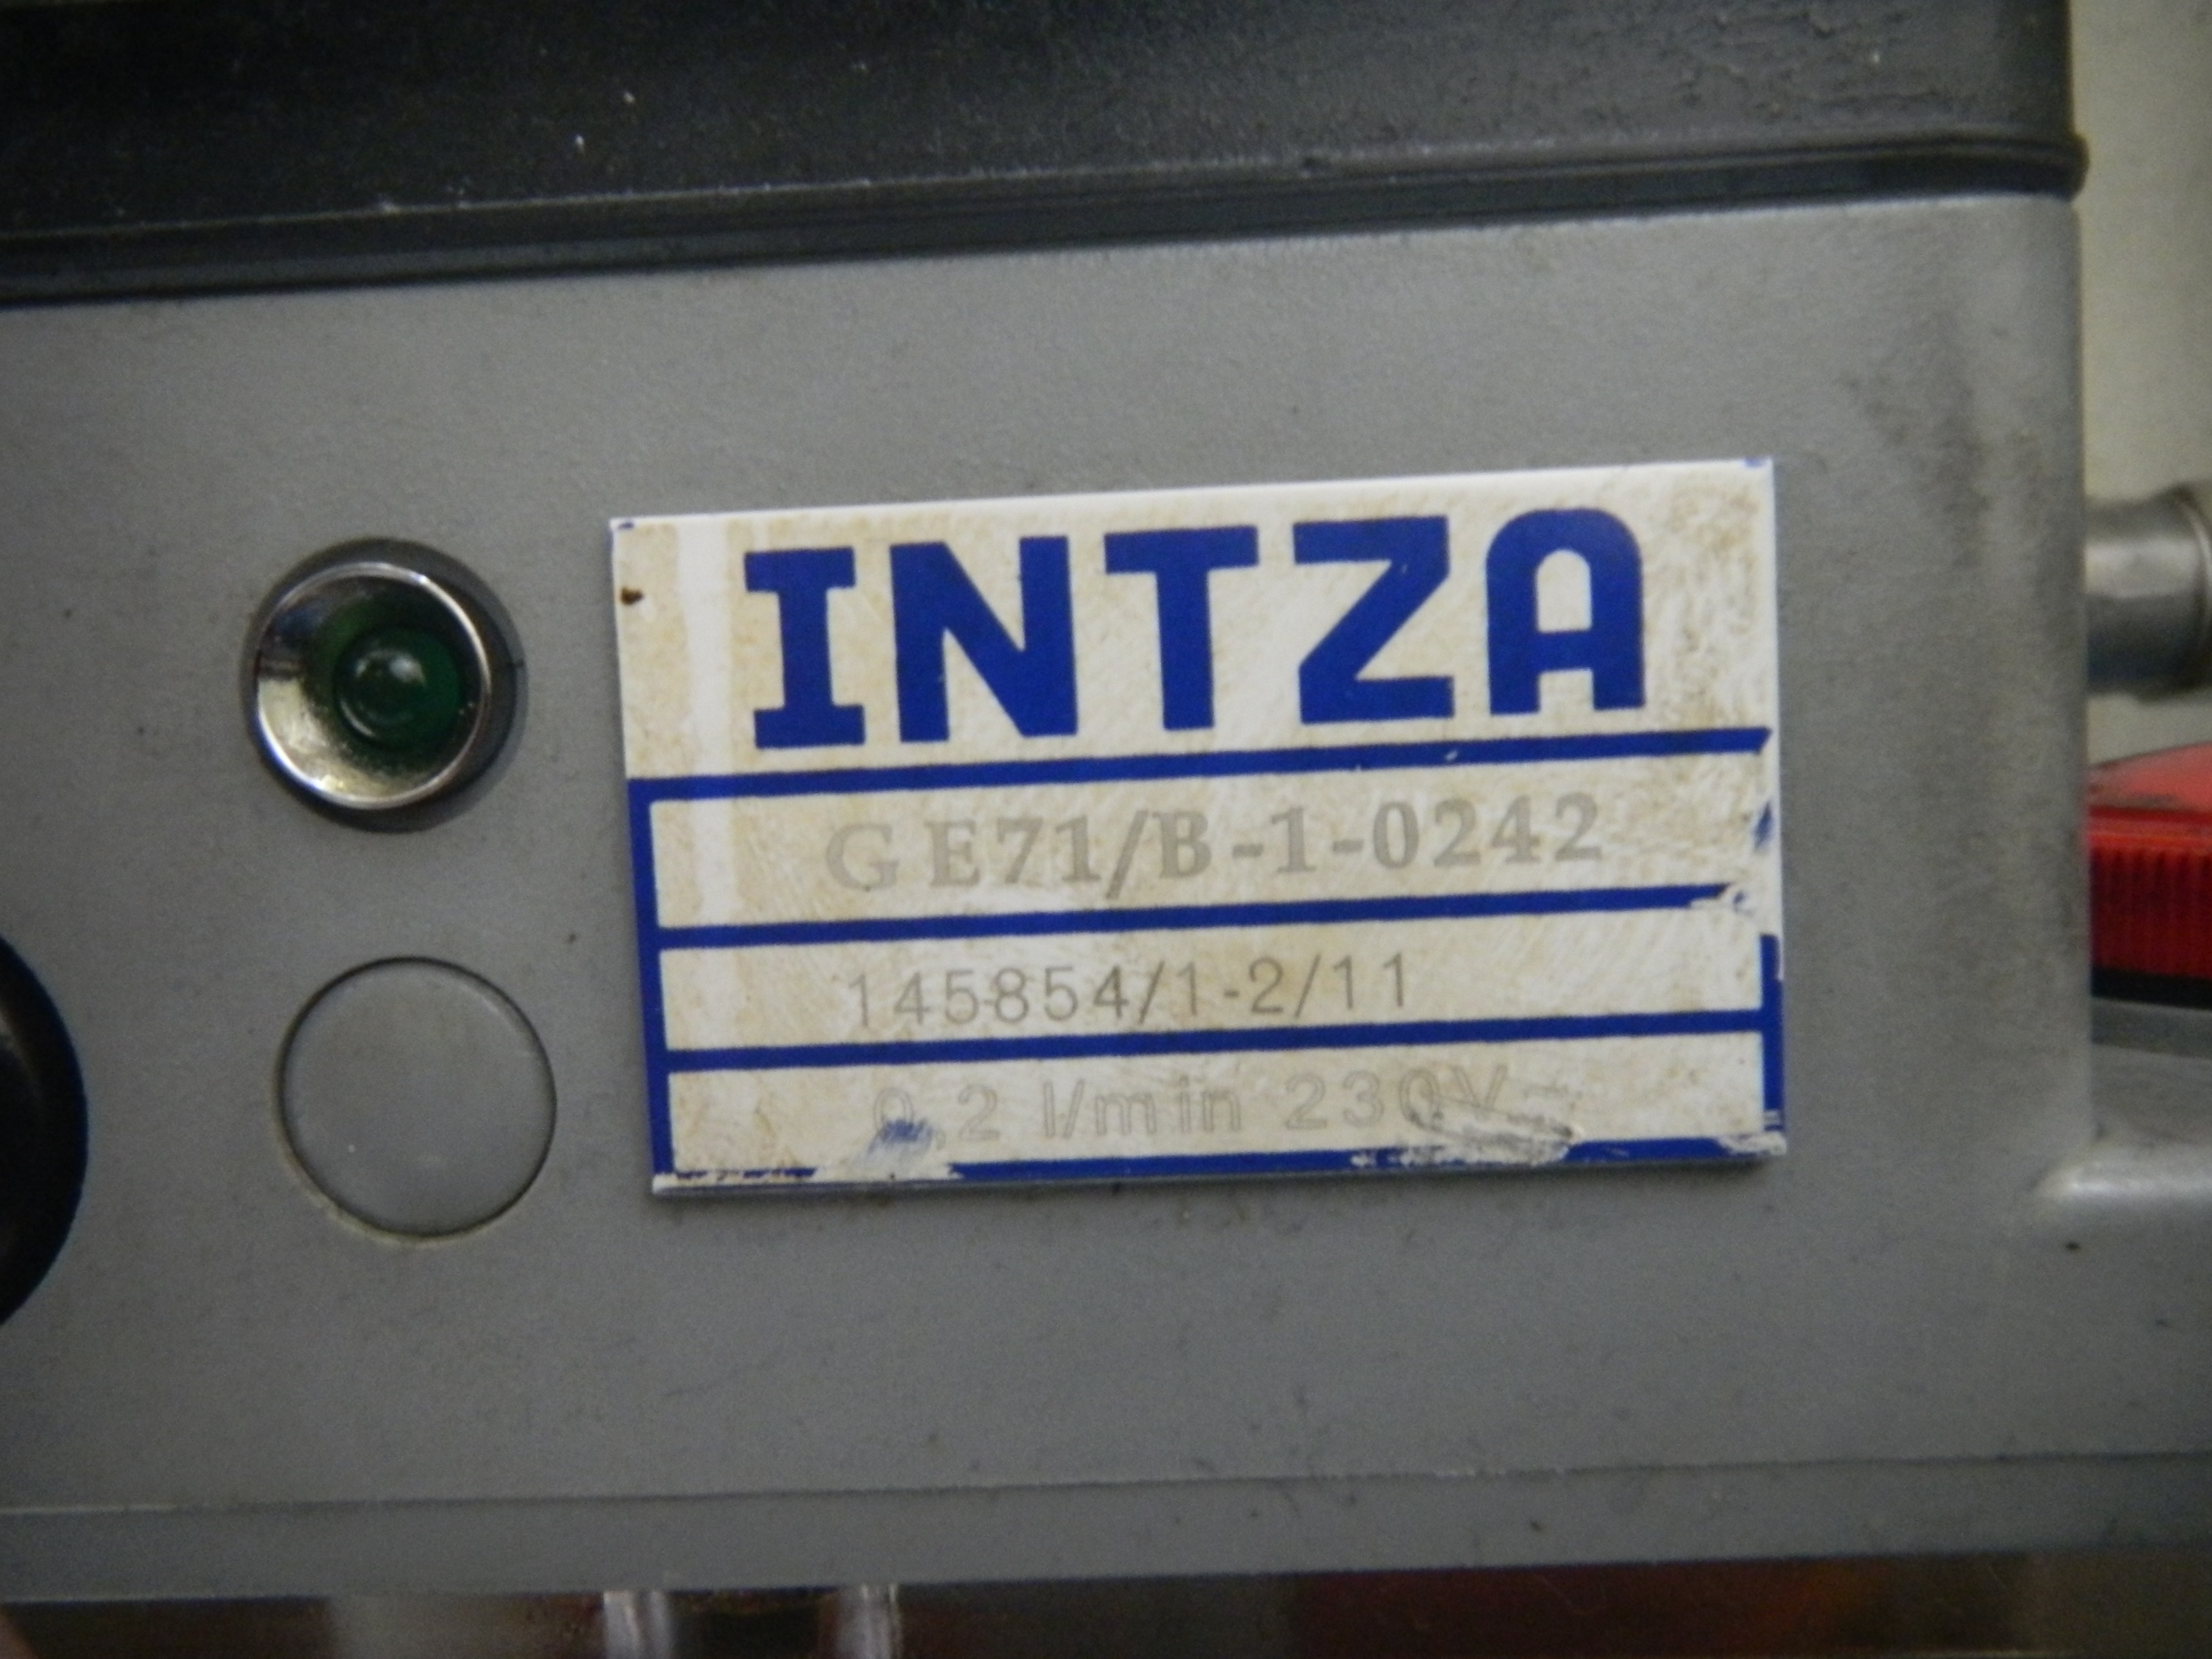 INTZA
GE71/B-1-0242
145854/1-2/11
0,2 l/min 230V